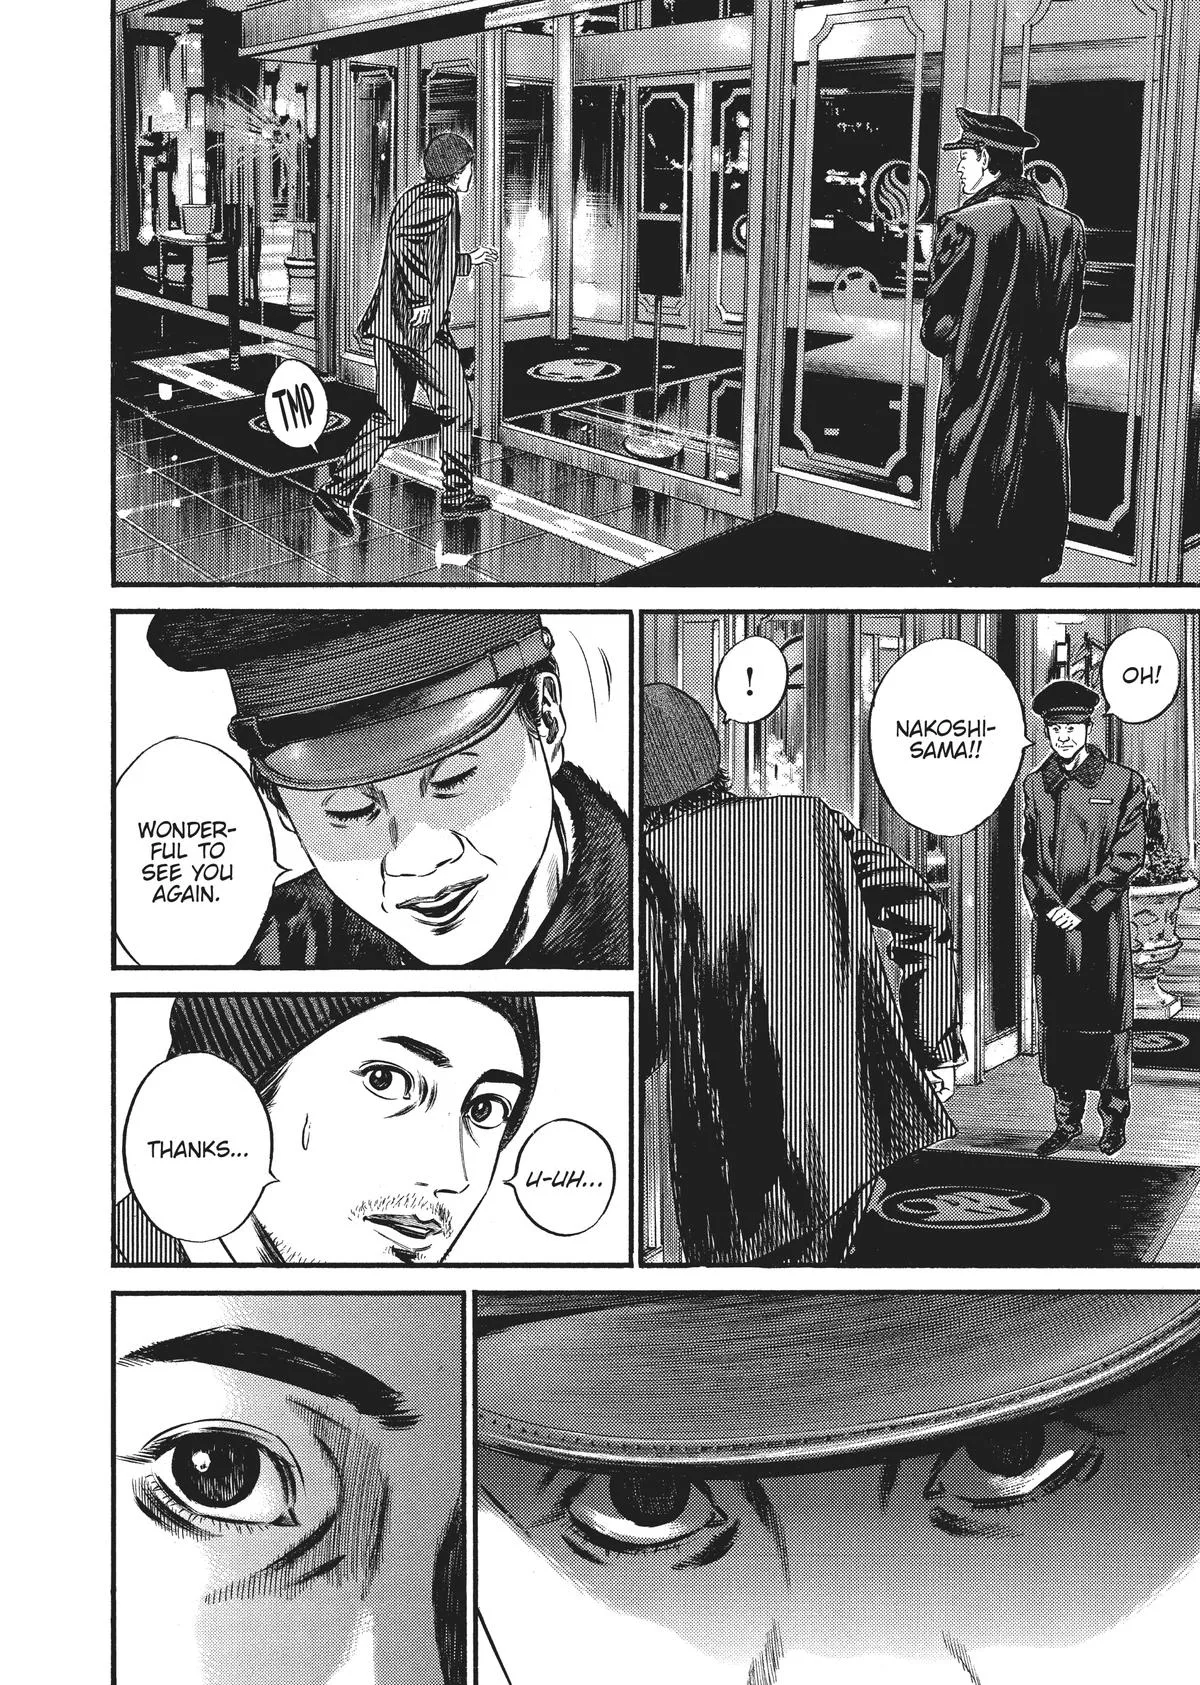 TMP
OH!
NAKOSHI-
SAMA!!
!
WONDER-
FUL TO
SEE YOU
AGAIN.
U-UH...
THANKS...